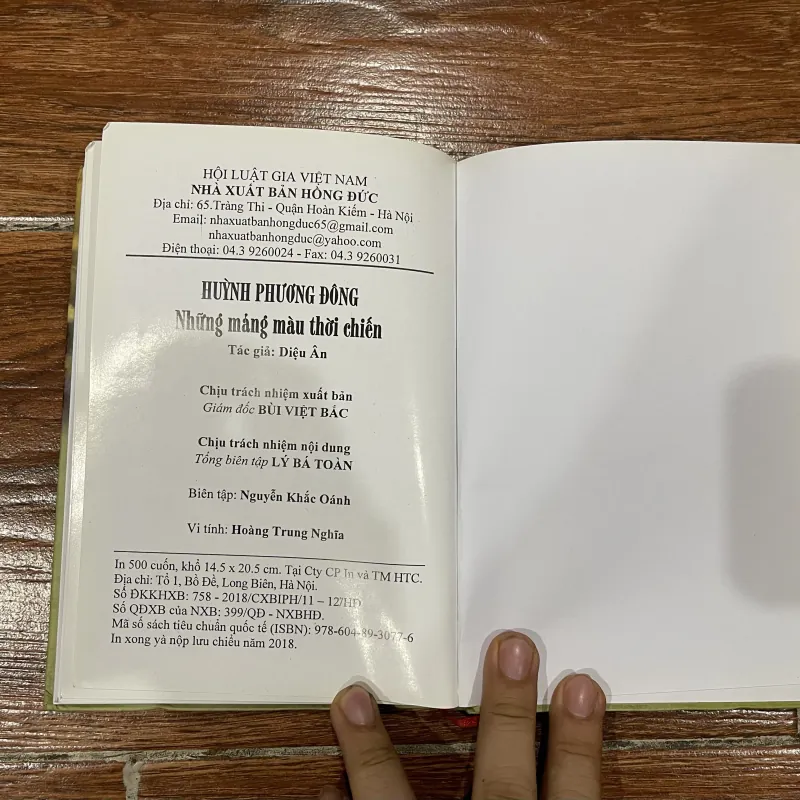 HỘI LUẬT GIA VIỆT NAM
NHÀ XUẤT BẢN HỒNG ĐỨC
Địa chỉ: 65.Tràng Thi - Quận Hoàn Kiếm - Hà Nội
Email: nhaxuatbanhongduc65@gmail.com
nhaxuatbanhongduc@yahoo.com
Điện thoại: 04.3 9260024 - Fax: 04.3 9260031
HUỲNH PHƯƠNG ĐÔNG
Những mảng màu thời chiến
Tác giả: Diệu Ân
Chịu trách nhiệm xuất bản
Giám đốc BÙI VIỆT BẮC
Chịu trách nhiệm nội dung
Tổng biên tập LÝ BÁ TOÀN
Biên tập: Nguyễn Khắc Oánh
Vi tính: Hoàng Trung Nghĩa
In 500 cuốn, khổ 14.5 x 20.5 cm. Tại Cty CP In và TM HTC.
Địa chỉ: Tổ 1, Bồ Đề, Long Biên, Hà Nội.
Số ĐKKHXB: 758 - 2018/CXBIPH/11 – 12/HĐ
Số QĐXB của NXB: 399/QĐ - NXBHĐ.
Mã số sách tiêu chuẩn quốc tế (ISBN): 978-604-89-3077-6
In xong và nộp lưu chiểu năm 2018.